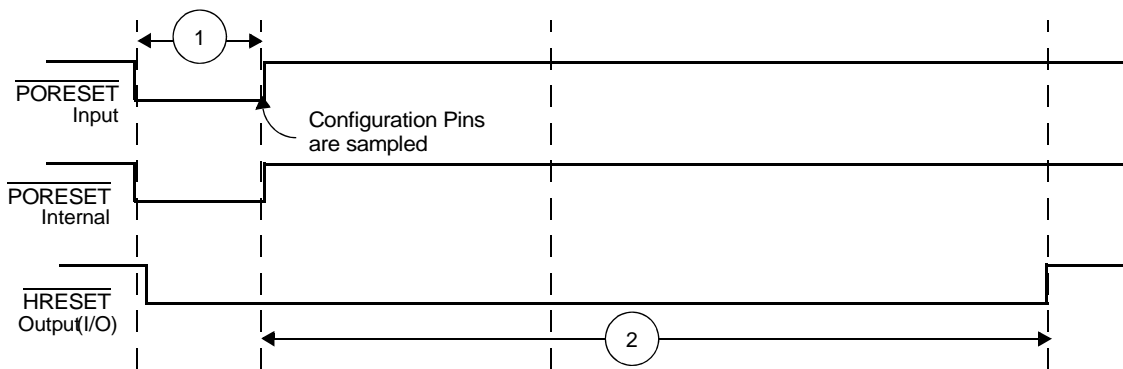 1
PORESET
Input
Configuration Pins
are sampled
PORESET
Internal
HRESET
Output(I/O)
2